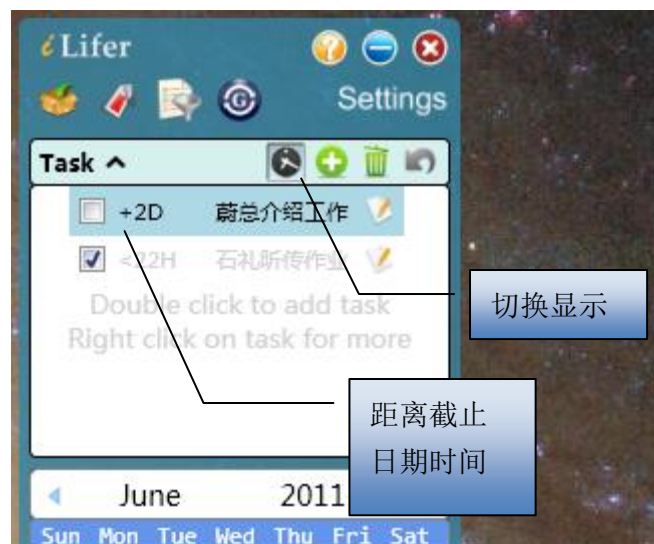 iLifer
Settings
Task
+2D 蔚总介绍工作
<22H 石礼昕传作业
Double click to add task
Right click on task for more
切换显示
距离截止
日期时间
June 2011
Sun Mon Tue Wed Thu Fri Sat